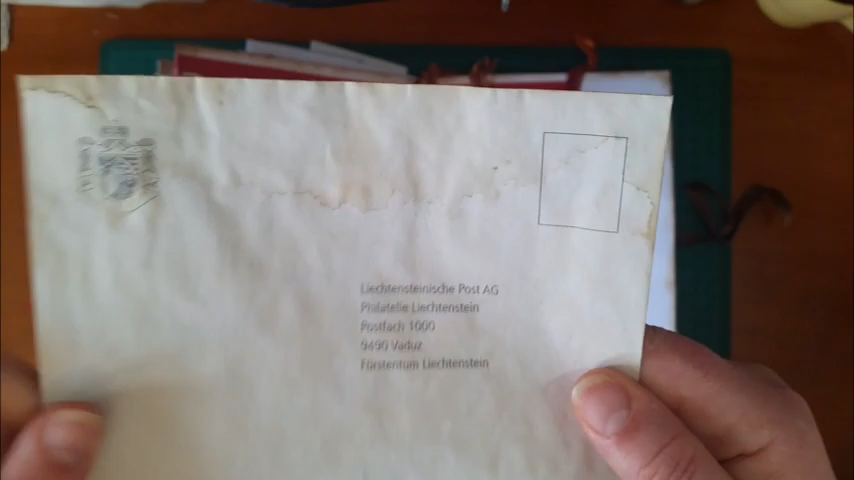 Liechtensteinische Post AG
Philatelie Liechtenstein
Postfach 1000
9490 Vaduz
Fürstentum Liechtenstein